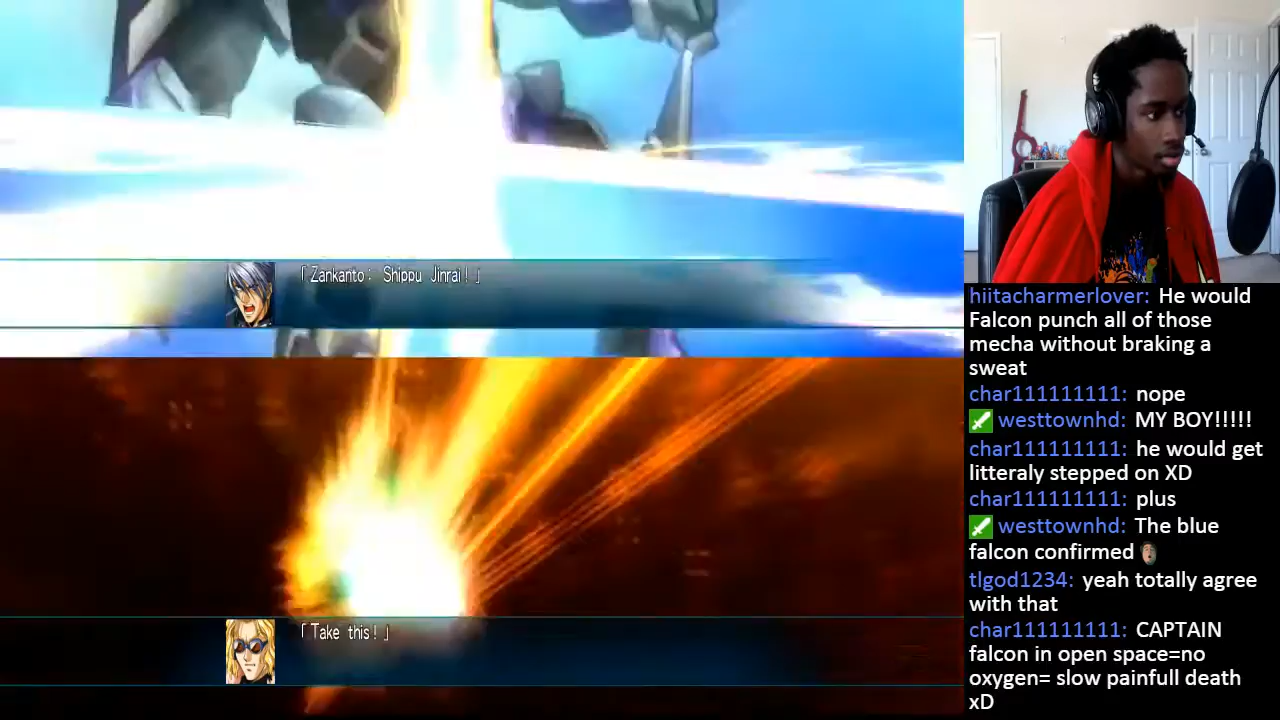 「Zankanto: Shippu Jinrai!」
「Take this!」
hiitacharmerlover: He would
Falcon punch all of those
mecha without braking a
sweat
char111111111: nope
westtownhd: MY BOY!!!!!
char111111111: he would get
litteraly stepped on XD
char111111111: plus
westtownhd: The blue
falcon confirmed
tlgod1234: yeah totally agree
with that
char111111111: CAPTAIN
falcon in open space=no
oxygen= slow painfull death
xD